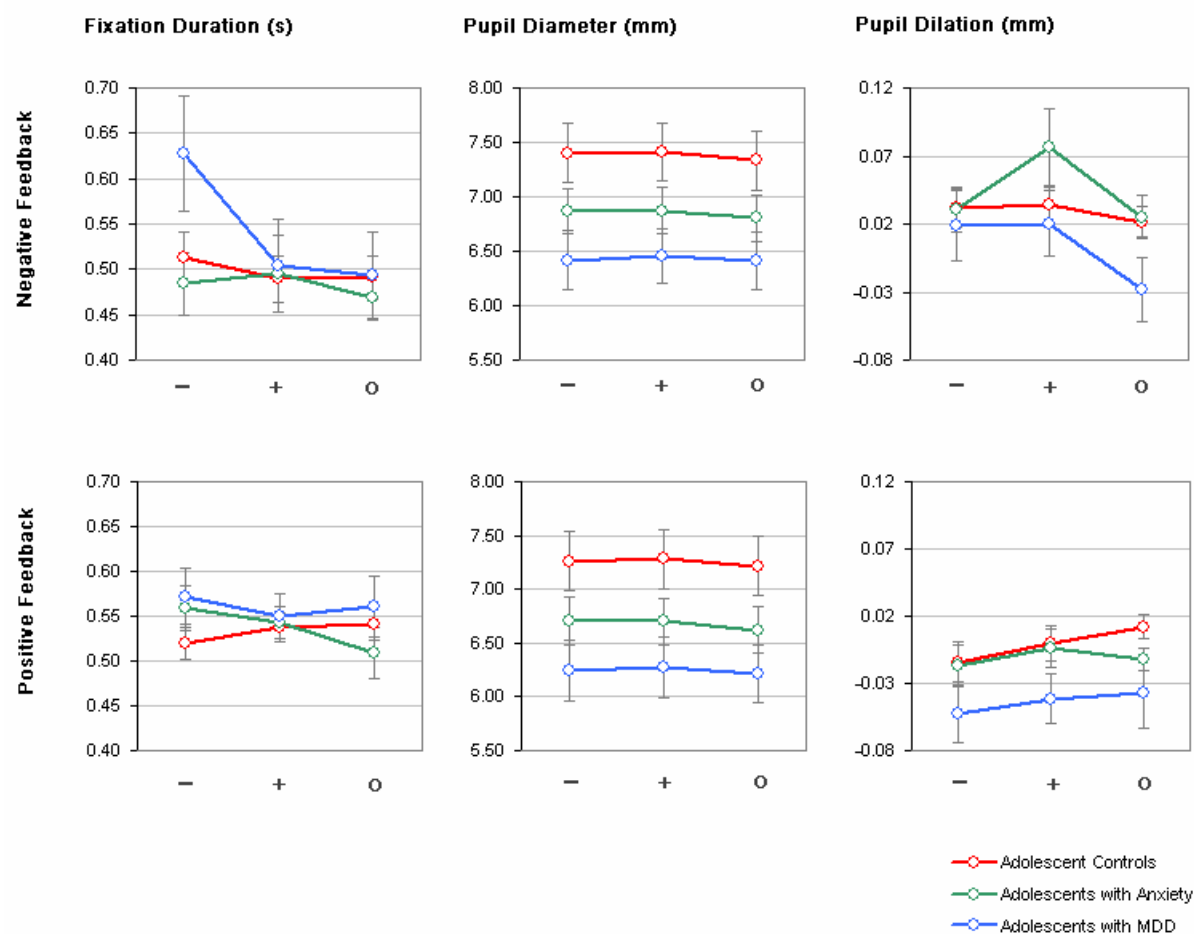 Fixation Duration (s)
Pupil Diameter (mm)
Pupil Dilation (mm)
Negative Feedback
0.70
0.65
0.60
0.55
0.50
0.45
0.40
– + o
8.00
7.50
7.00
6.50
6.00
5.50
– + o
0.12
0.07
0.02
-0.03
-0.08
– + o
Positive Feedback
0.70
0.65
0.60
0.55
0.50
0.45
0.40
– + o
8.00
7.50
7.00
6.50
6.00
5.50
– + o
0.12
0.07
0.02
-0.03
-0.08
– + o
Adolescent Controls
Adolescents with Anxiety
Adolescents with MDD